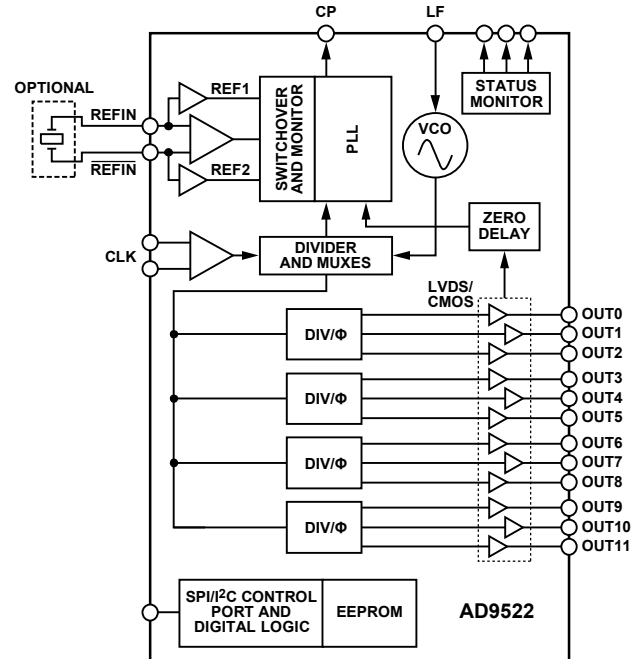 CP
LF
OPTIONAL
REFIN
REFIN
REF1
REF2
SWITCHOVER
AND MONITOR
PLL
VCO
STATUS
MONITOR
CLK
DIVIDER
AND MUXES
ZERO
DELAY
LVDS/
CMOS
DIV/Φ
OUT0
OUT1
OUT2
DIV/Φ
OUT3
OUT4
OUT5
DIV/Φ
OUT6
OUT7
OUT8
DIV/Φ
OUT9
OUT10
OUT11
SPI/I²C CONTROL
PORT AND
DIGITAL LOGIC
EEPROM
AD9522